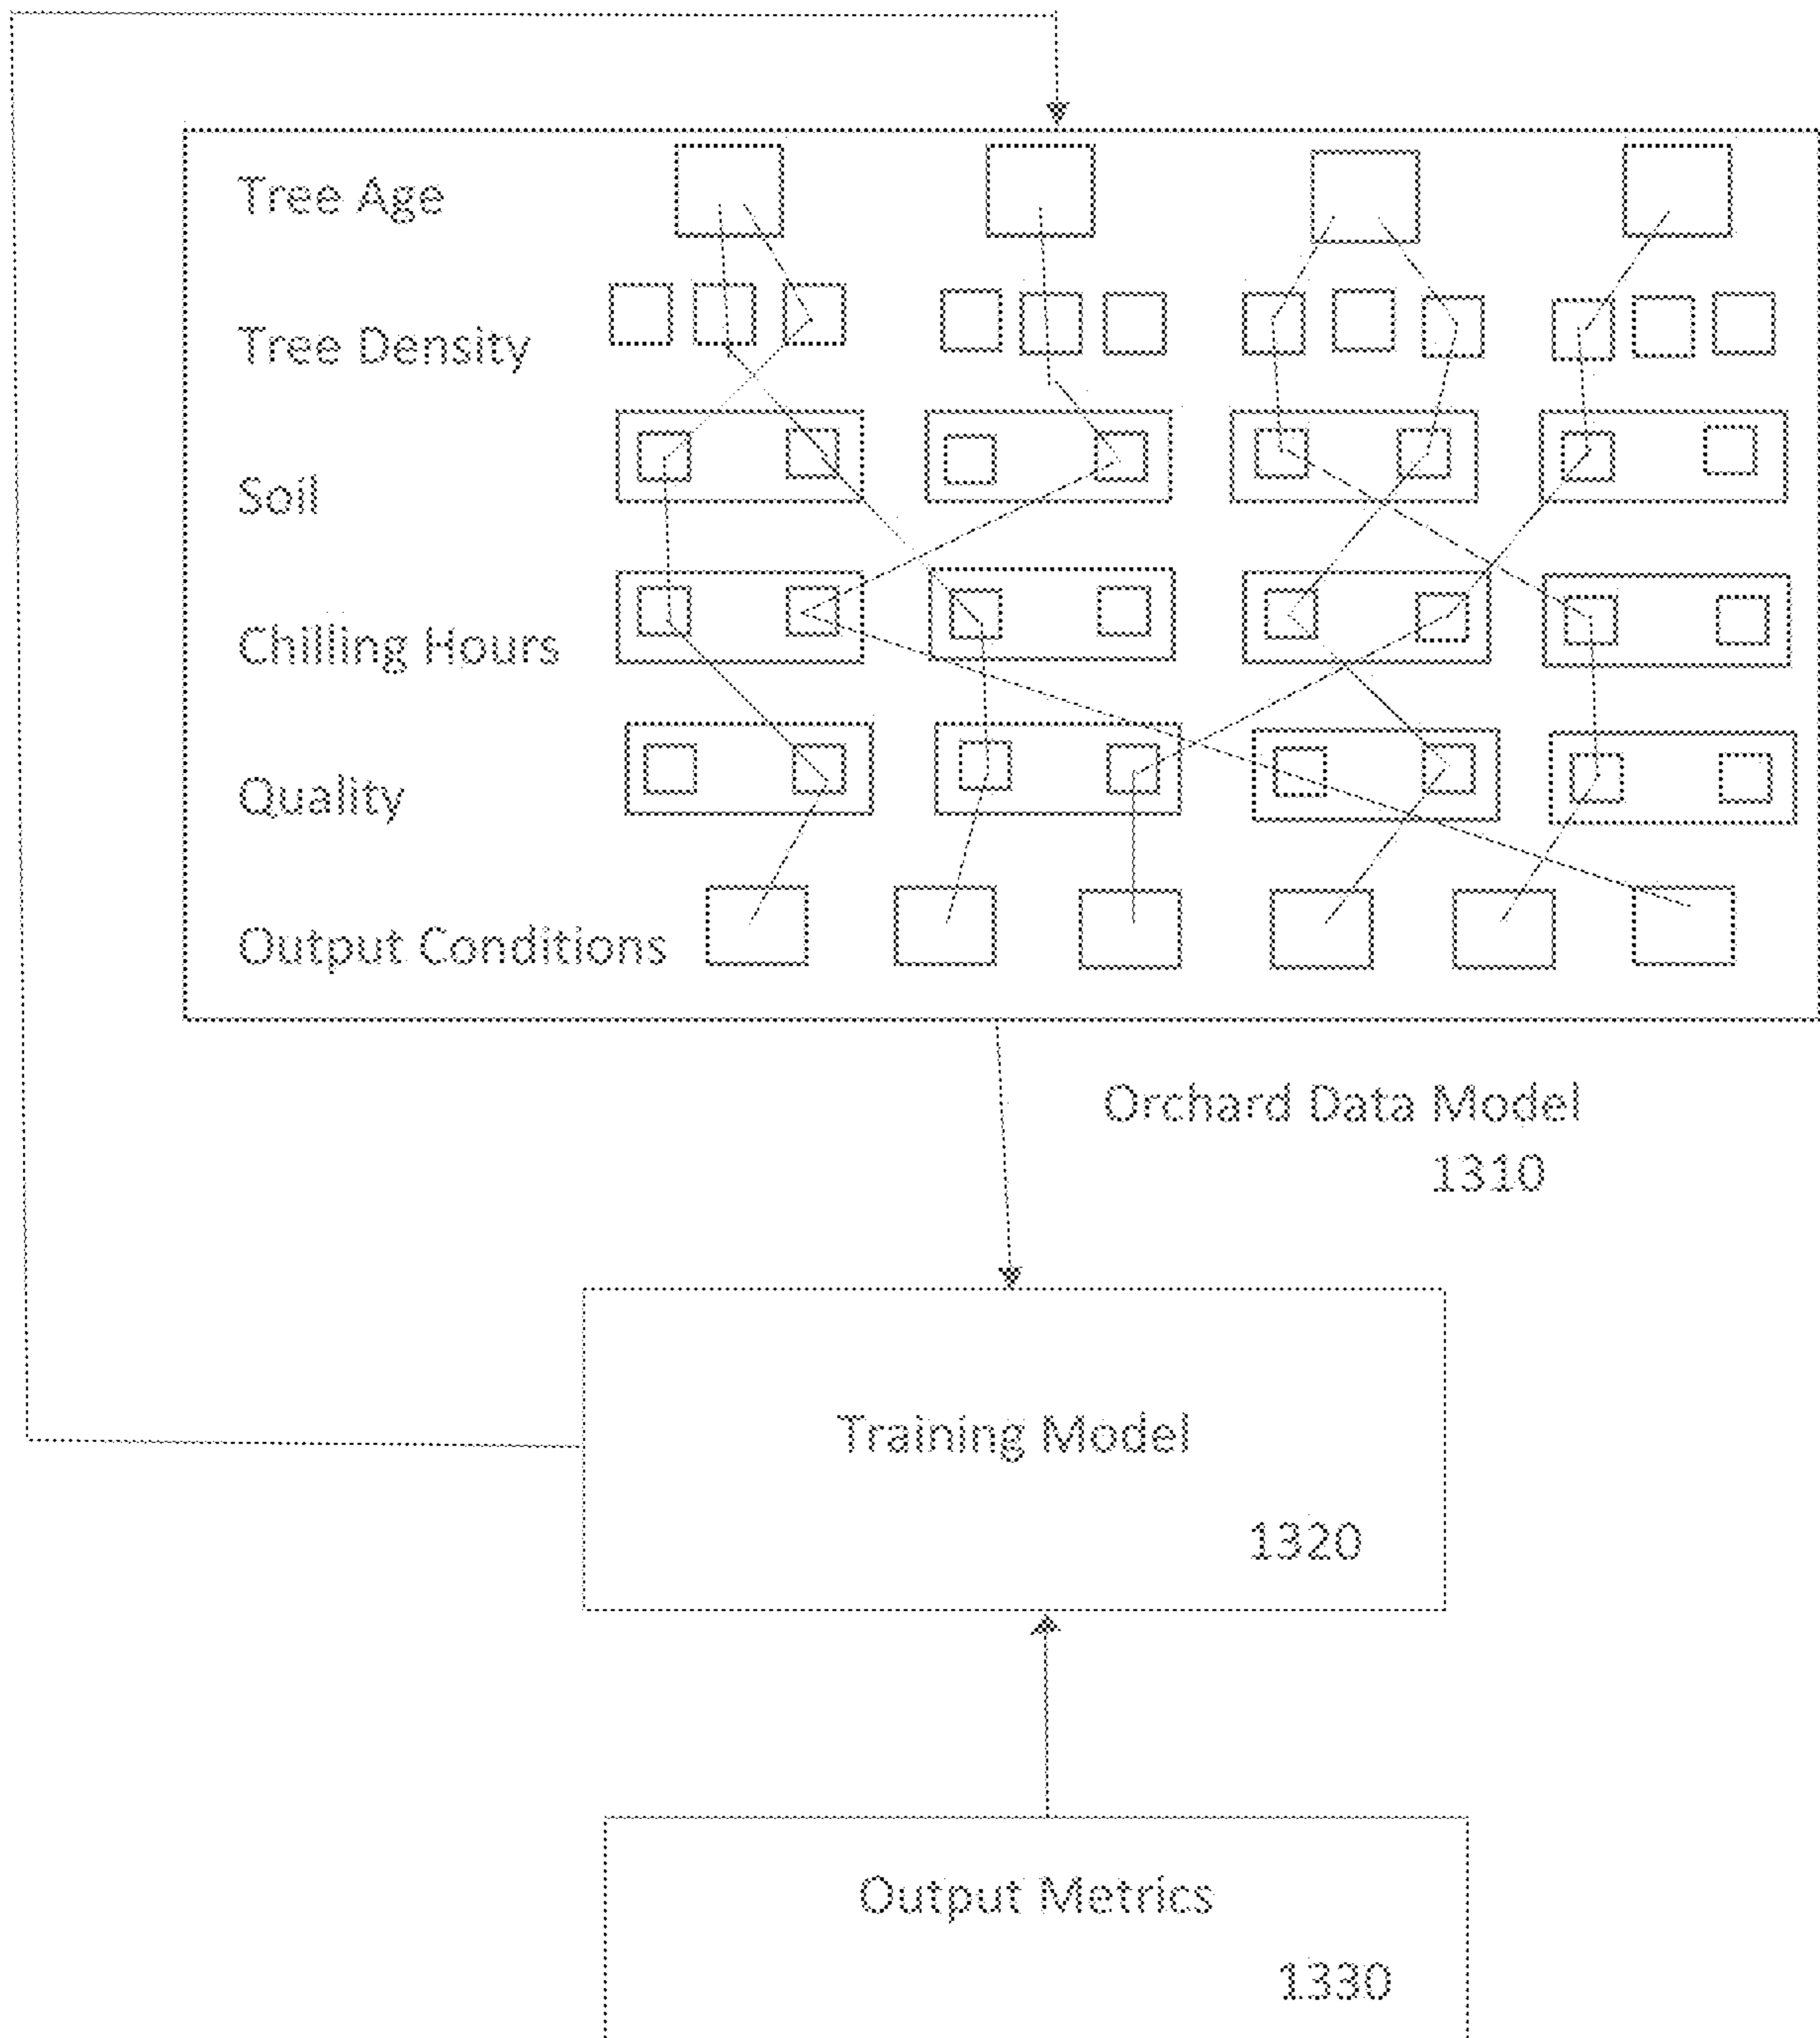 Tree Age
Tree Density
Soil
Chilling Hours
Quality
Output Conditions
Orchard Data Model
1310
Training Model
1320
Output Metrics
1330